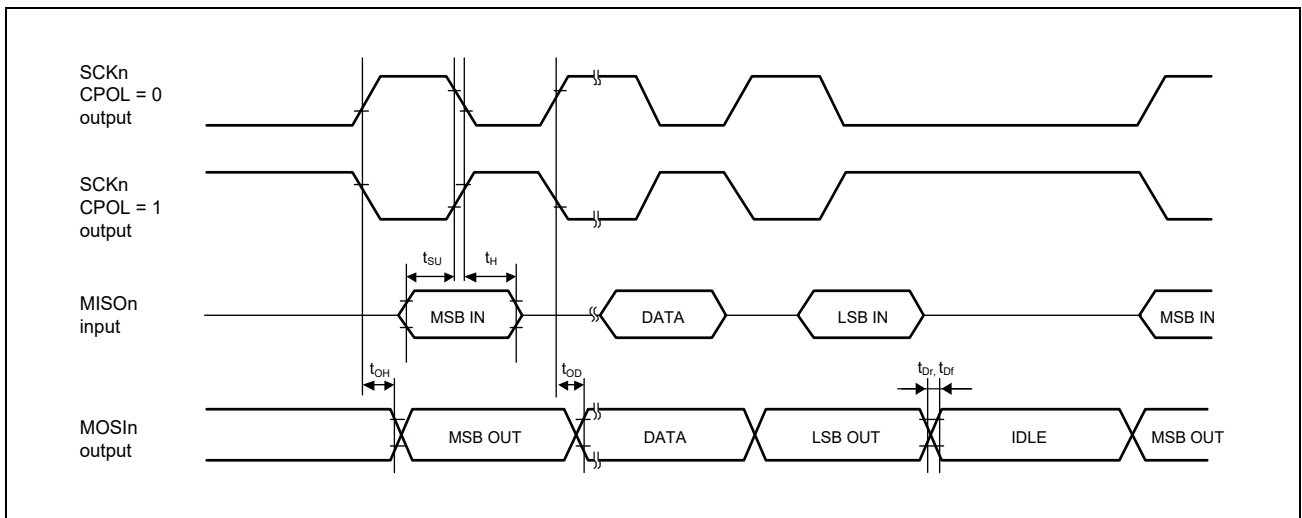 SCKn
CPOL = 0
output
SCKn
CPOL = 1
output
tSU
tH
MISOn
input
MSB IN
DATA
LSB IN
MSB IN
tOH
tOD
tDr, tDf
MOSIn
output
MSB OUT
DATA
LSB OUT
IDLE
MSB OUT